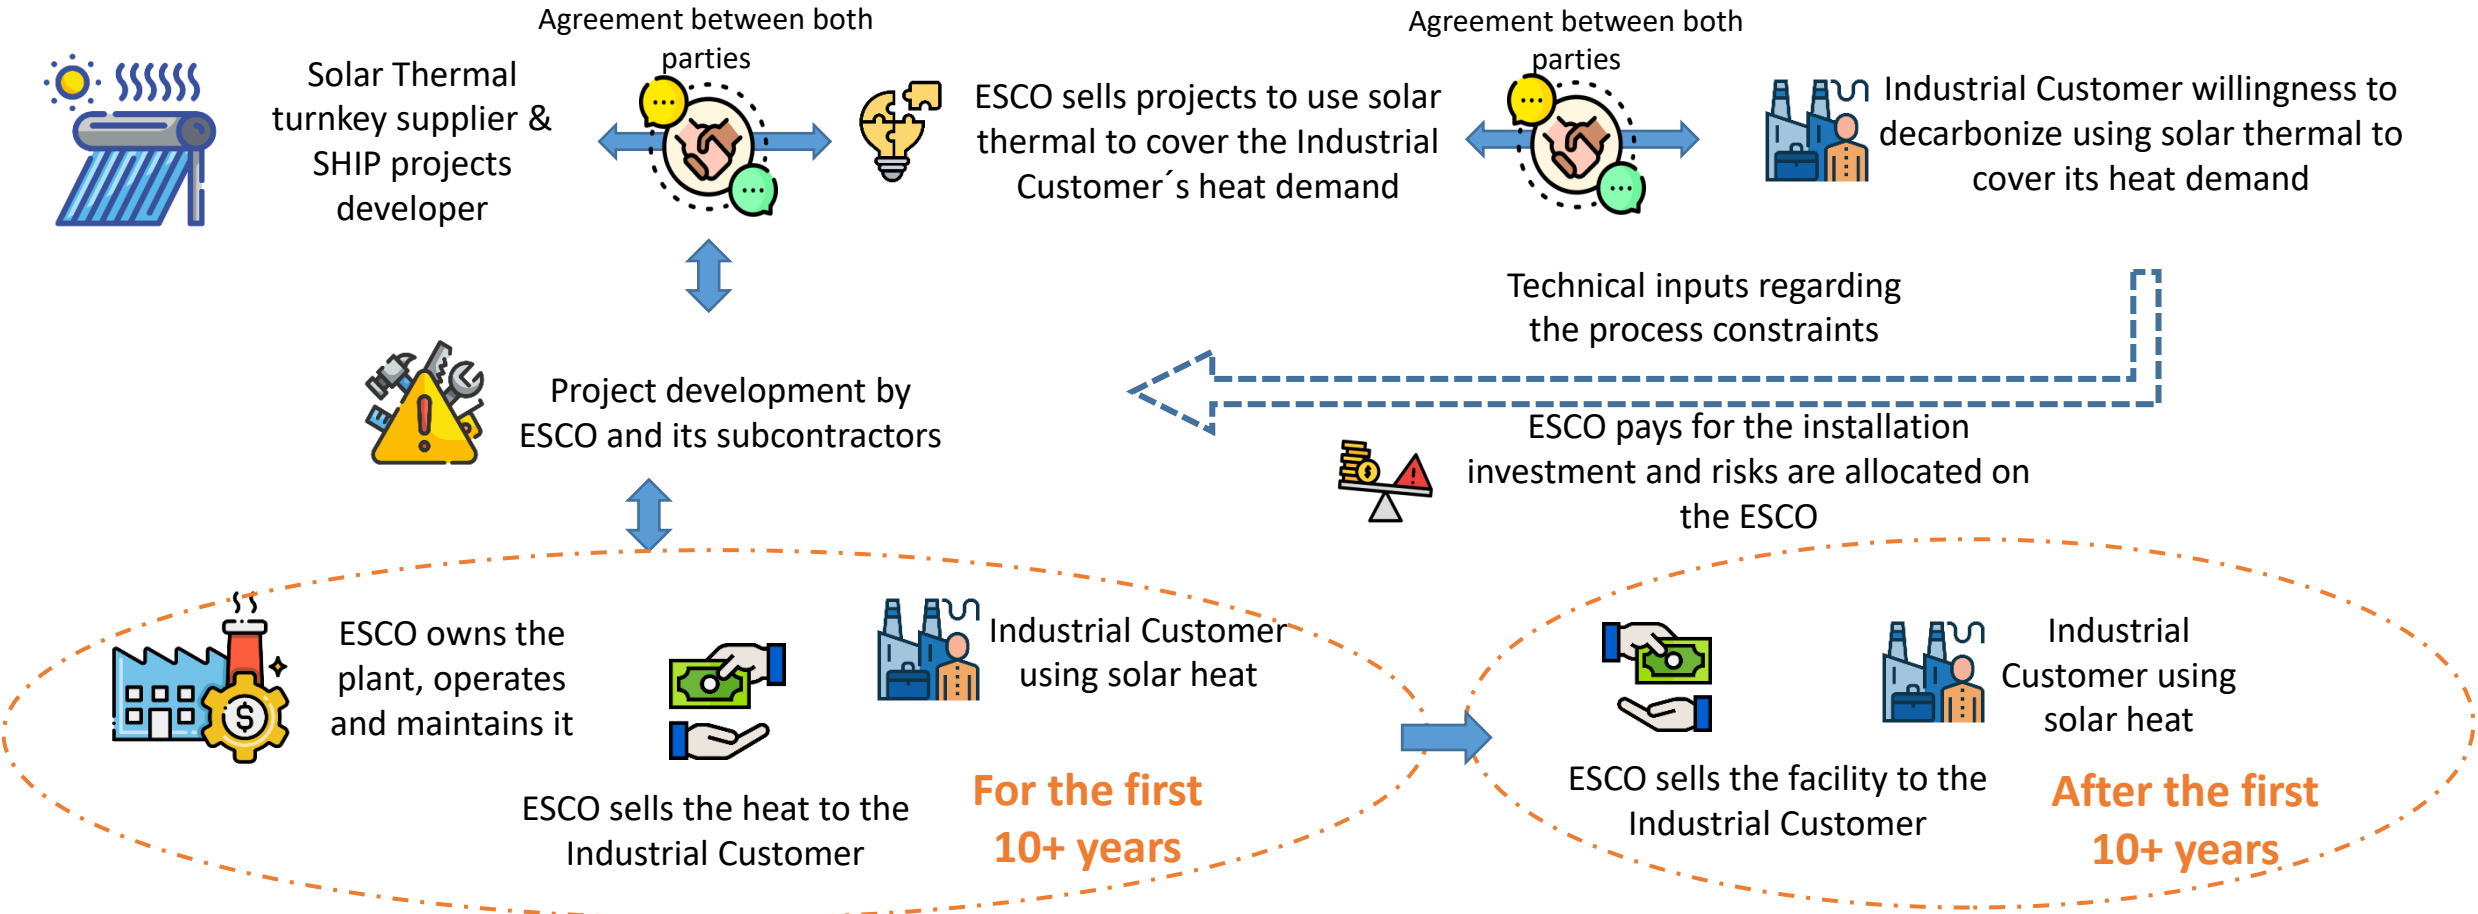 Agreement between both
parties
Agreement between both
parties
Solar Thermal
turnkey supplier &
SHIP projects
developer
ESCO sells projects to use solar
thermal to cover the Industrial
Customer´s heat demand
Industrial Customer willingness to
decarbonize using solar thermal to
cover its heat demand
Technical inputs regarding
the process constraints
Project development by
ESCO and its subcontractors
ESCO pays for the installation
investment and risks are allocated on
the ESCO
ESCO owns the
plant, operates
and maintains it
ESCO sells the heat to the
Industrial Customer
Industrial Customer
using solar heat
For the first
10+ years
ESCO sells the facility to the
Industrial Customer
Industrial
Customer using
solar heat
After the first
10+ years